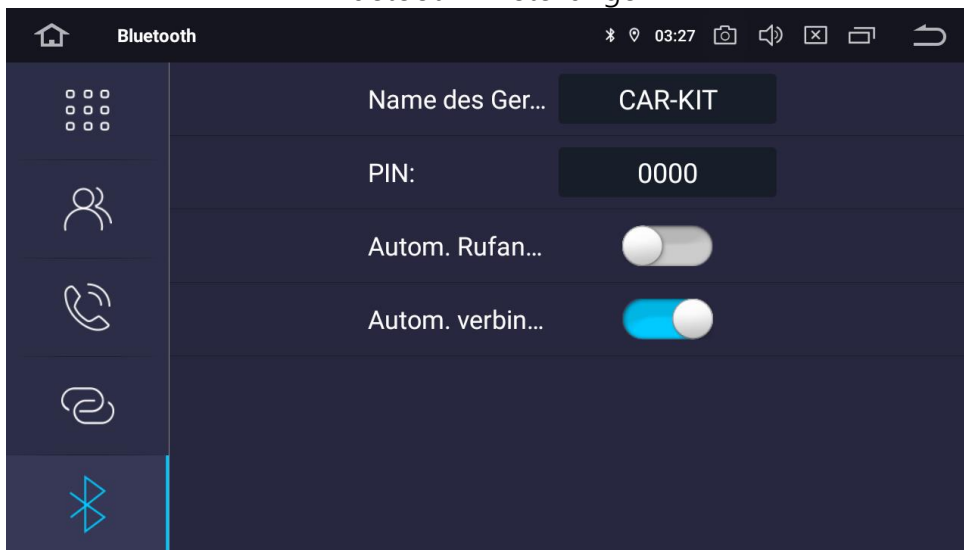 Bluetooth 03:27
Name des Ger... CAR-KIT
PIN: 0000
Autom. Rufan...
Autom. verbin...